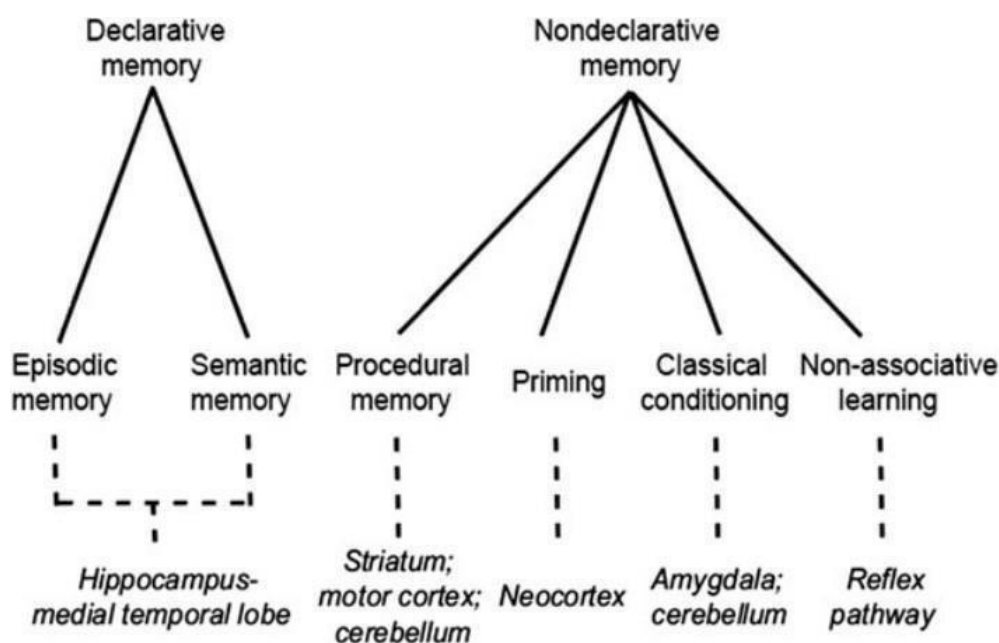 Declarative
memory
Nondeclarative
memory
Episodic
memory
Semantic
memory
Procedural
memory
Priming
Classical
conditioning
Non-associative
learning
Hippocampus-
medial temporal lobe
Striatum;
motor cortex;
cerebellum
Neocortex
Amygdala;
cerebellum
Reflex
pathway